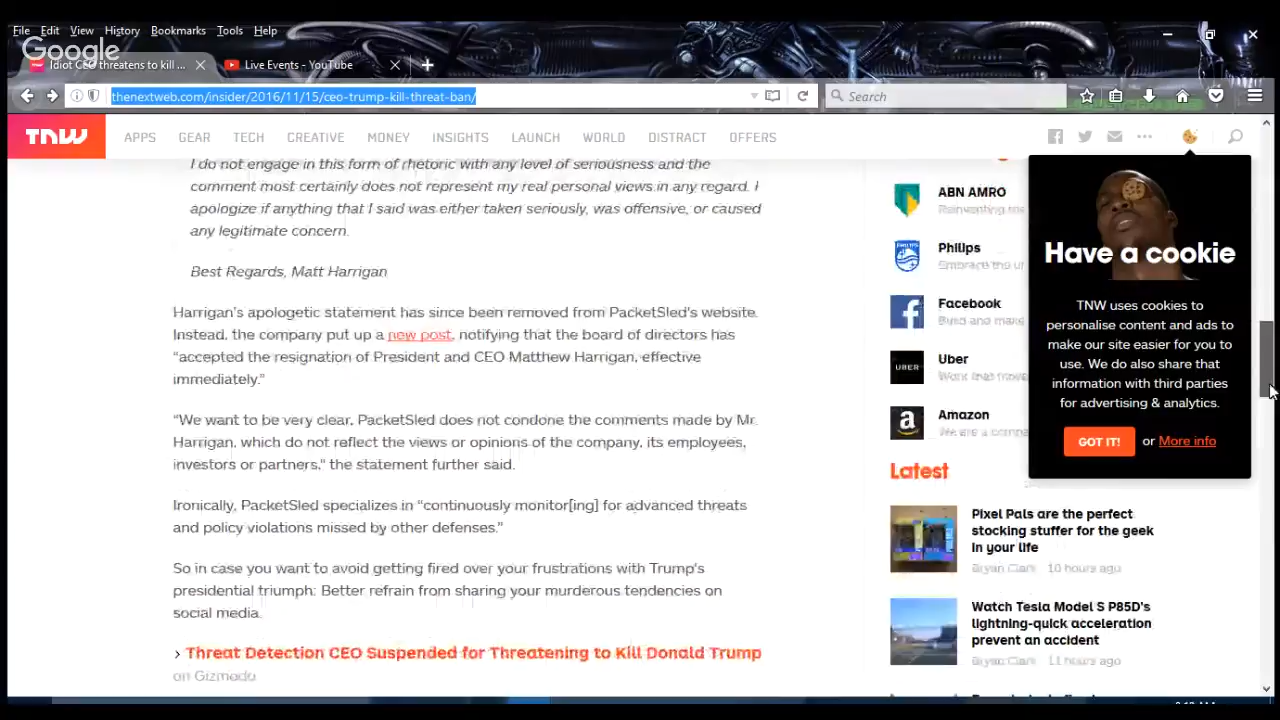 File Edit View History Bookmarks Tools Help
Google
Idiot CEO threatens to kill ...
Live Events - YouTube
thenextweb.com/insider/2016/11/15/ceo-trump-kill-threat-ban/
Search
TNW APPS GEAR TECH CREATIVE MONEY INSIGHTS LAUNCH WORLD DISTRACT OFFERS
I do not engage in this form of rhetoric with any level of seriousness and the
comment most certainly does not represent my real personal views in any regard. I
apologize if anything that I said was either taken seriously, was offensive, or caused
any legitimate concern.
Best Regards, Matt Harrigan
Harrigan's apologetic statement has since been removed from PacketSled's website.
Instead, the company put up a new post, notifying that the board of directors has
“accepted the resignation of President and CEO Matthew Harrigan, effective
immediately.”
“We want to be very clear, PacketSled does not condone the comments made by Mr.
Harrigan, which do not reflect the views or opinions of the company, its employees,
investors or partners,” the statement further said.
Ironically, PacketSled specializes in “continuously monitor[ing] for advanced threats
and policy violations missed by other defenses.”
So in case you want to avoid getting fired over your frustrations with Trump's
presidential triumph: Better refrain from sharing your murderous tendencies on
social media.
› Threat Detection CEO Suspended for Threatening to Kill Donald Trump
on Gizmodo
ABN AMRO
PHILIPS
Philips
Facebook
Build and make
UBER
Uber
Amazon
We are a
Latest
Pixel Pals are the perfect
stocking stuffer for the geek
in your life
Bryan Clark 10 hours ago
Watch Tesla Model S P85D's
lightning-quick acceleration
prevent an accident
Bryan Clark 11 hours ago
Have a cookie
TNW uses cookies to
personalise content and ads to
make our site easier for you to
use. We do also share that
information with third parties
for advertising & analytics.
GOT IT! or More info